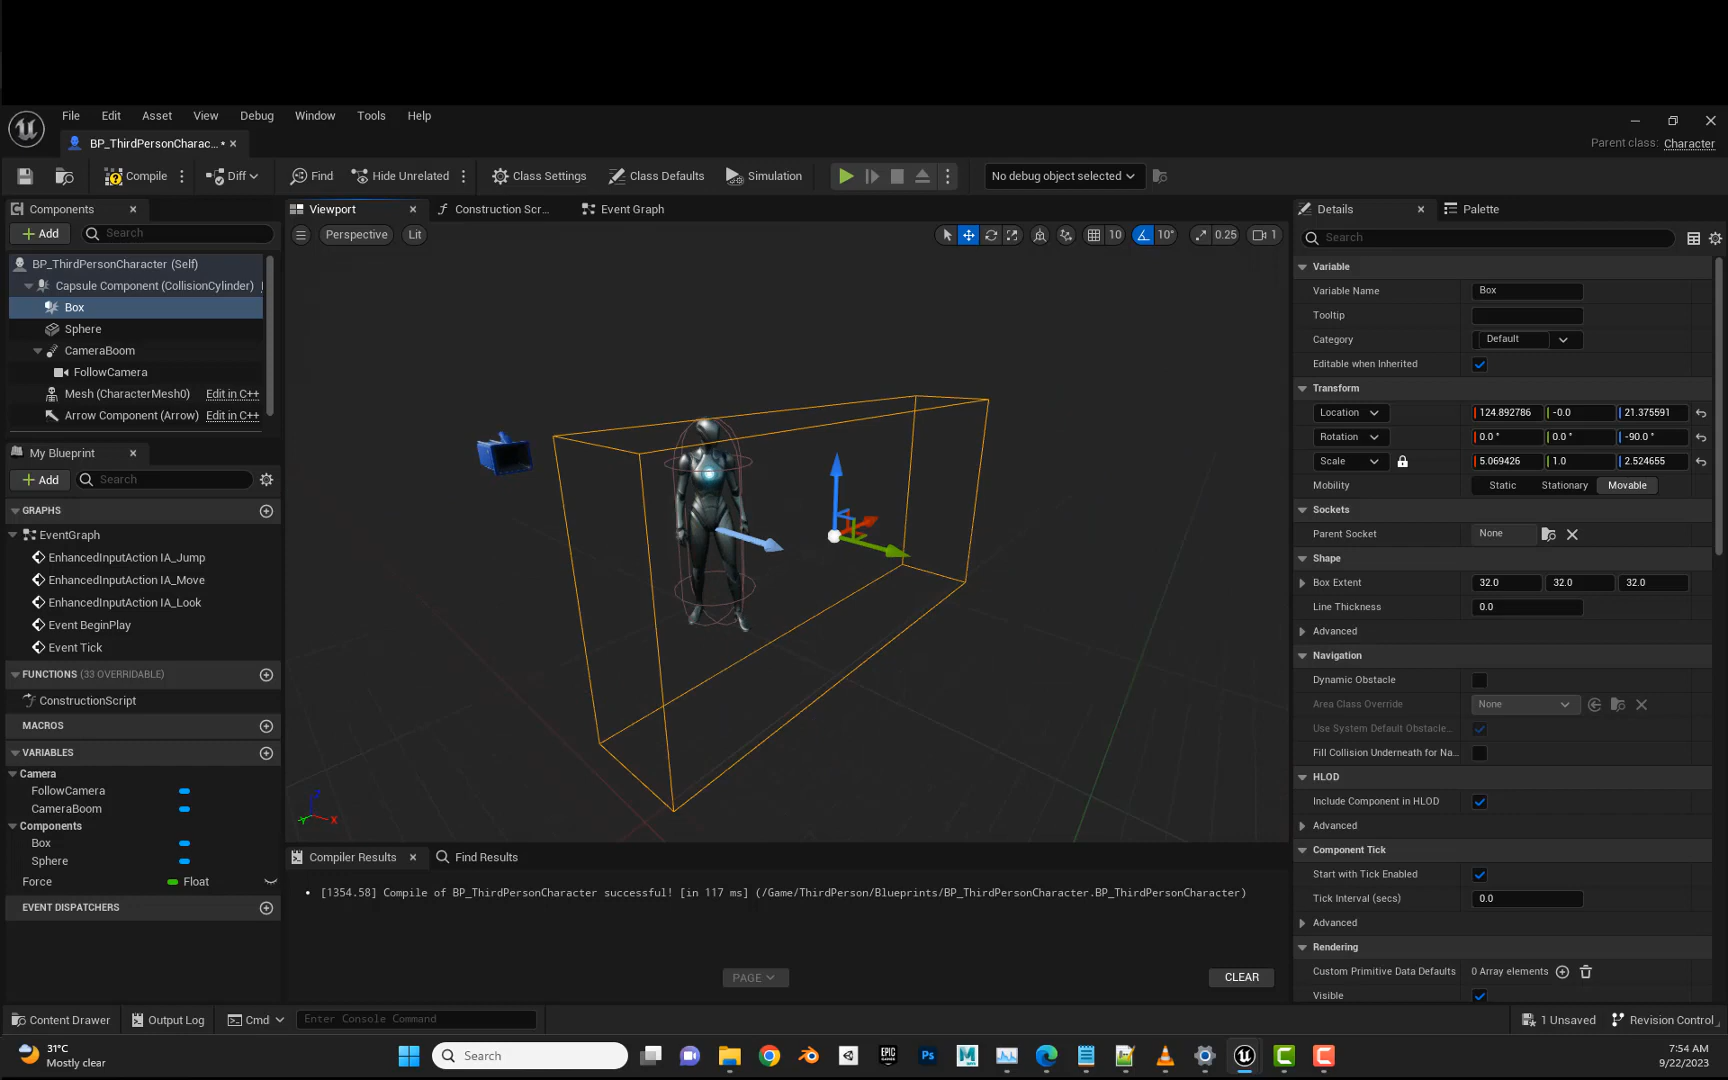 File Edit Asset View Debug Window Tools Help
BP_ThirdPersonCharac... •
Parent class: Character
Compile Diff Find Hide Unrelated Class Settings Class Defaults Simulation No debug object selected
Components
Add Search
BP_ThirdPersonCharacter (Self)
Capsule Component (CollisionCylinder)
Box
Sphere
CameraBoom
FollowCamera
Mesh (CharacterMesh0) Edit in C++
Arrow Component (Arrow) Edit in C++
My Blueprint
Add Search
GRAPHS
EventGraph
EnhancedInputAction IA_Jump
EnhancedInputAction IA_Move
EnhancedInputAction IA_Look
Event BeginPlay
Event Tick
FUNCTIONS (33 OVERRIDABLE)
ConstructionScript
MACROS
VARIABLES
Camera
FollowCamera
CameraBoom
Components
Box
Sphere
Force Float
EVENT DISPATCHERS
Viewport Construction Scr... Event Graph
Perspective Lit 10 10° 0.25 1
Z
Y X
Compiler Results Find Results
• [1354.58] Compile of BP_ThirdPersonCharacter successful! [in 117 ms] (/Game/ThirdPerson/Blueprints/BP_ThirdPersonCharacter.BP_ThirdPersonCharacter)
PAGE CLEAR
Details Palette
Search
Variable
Variable Name Box
Tooltip
Category Default
Editable when Inherited
Transform
Location 124.892786 -0.0 21.375591
Rotation 0.0 ° 0.0 ° -90.0 °
Scale 5.069426 1.0 2.524655
Mobility Static Stationary Movable
Sockets
Parent Socket None
Shape
Box Extent 32.0 32.0 32.0
Line Thickness 0.0
Advanced
Navigation
Dynamic Obstacle
Area Class Override None
Use System Default Obstacle...
Fill Collision Underneath for Na...
HLOD
Include Component in HLOD
Advanced
Component Tick
Start with Tick Enabled
Tick Interval (secs) 0.0
Advanced
Rendering
Custom Primitive Data Defaults 0 Array elements
Visible
Content Drawer Output Log Cmd Enter Console Command 1 Unsaved Revision Control
31°C
Mostly clear
Search
EPIC GAMES
Ps
M
7:54 AM
9/22/2023